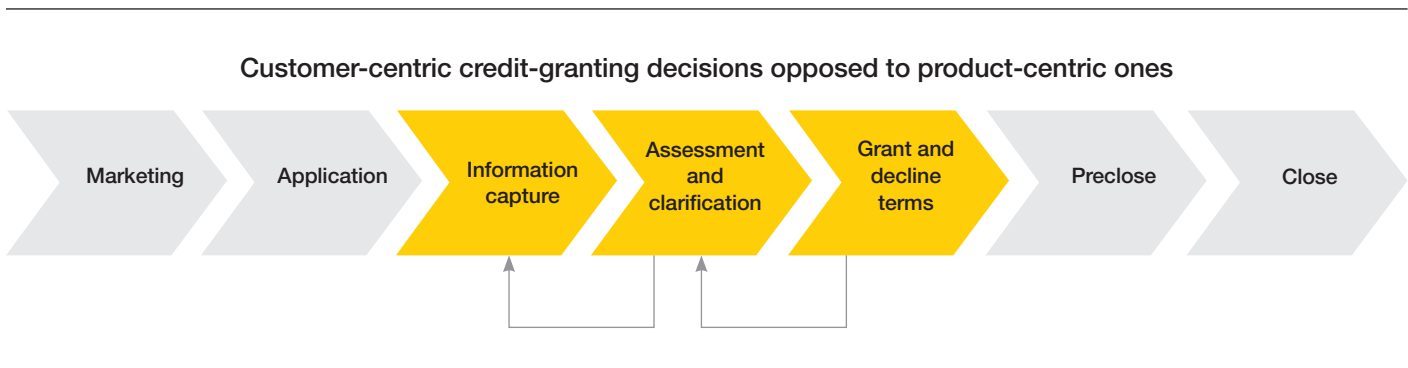 Customer-centric credit-granting decisions opposed to product-centric ones
Marketing
Application
Information
capture
Assessment
and
clarification
Grant and
decline
terms
Preclose
Close